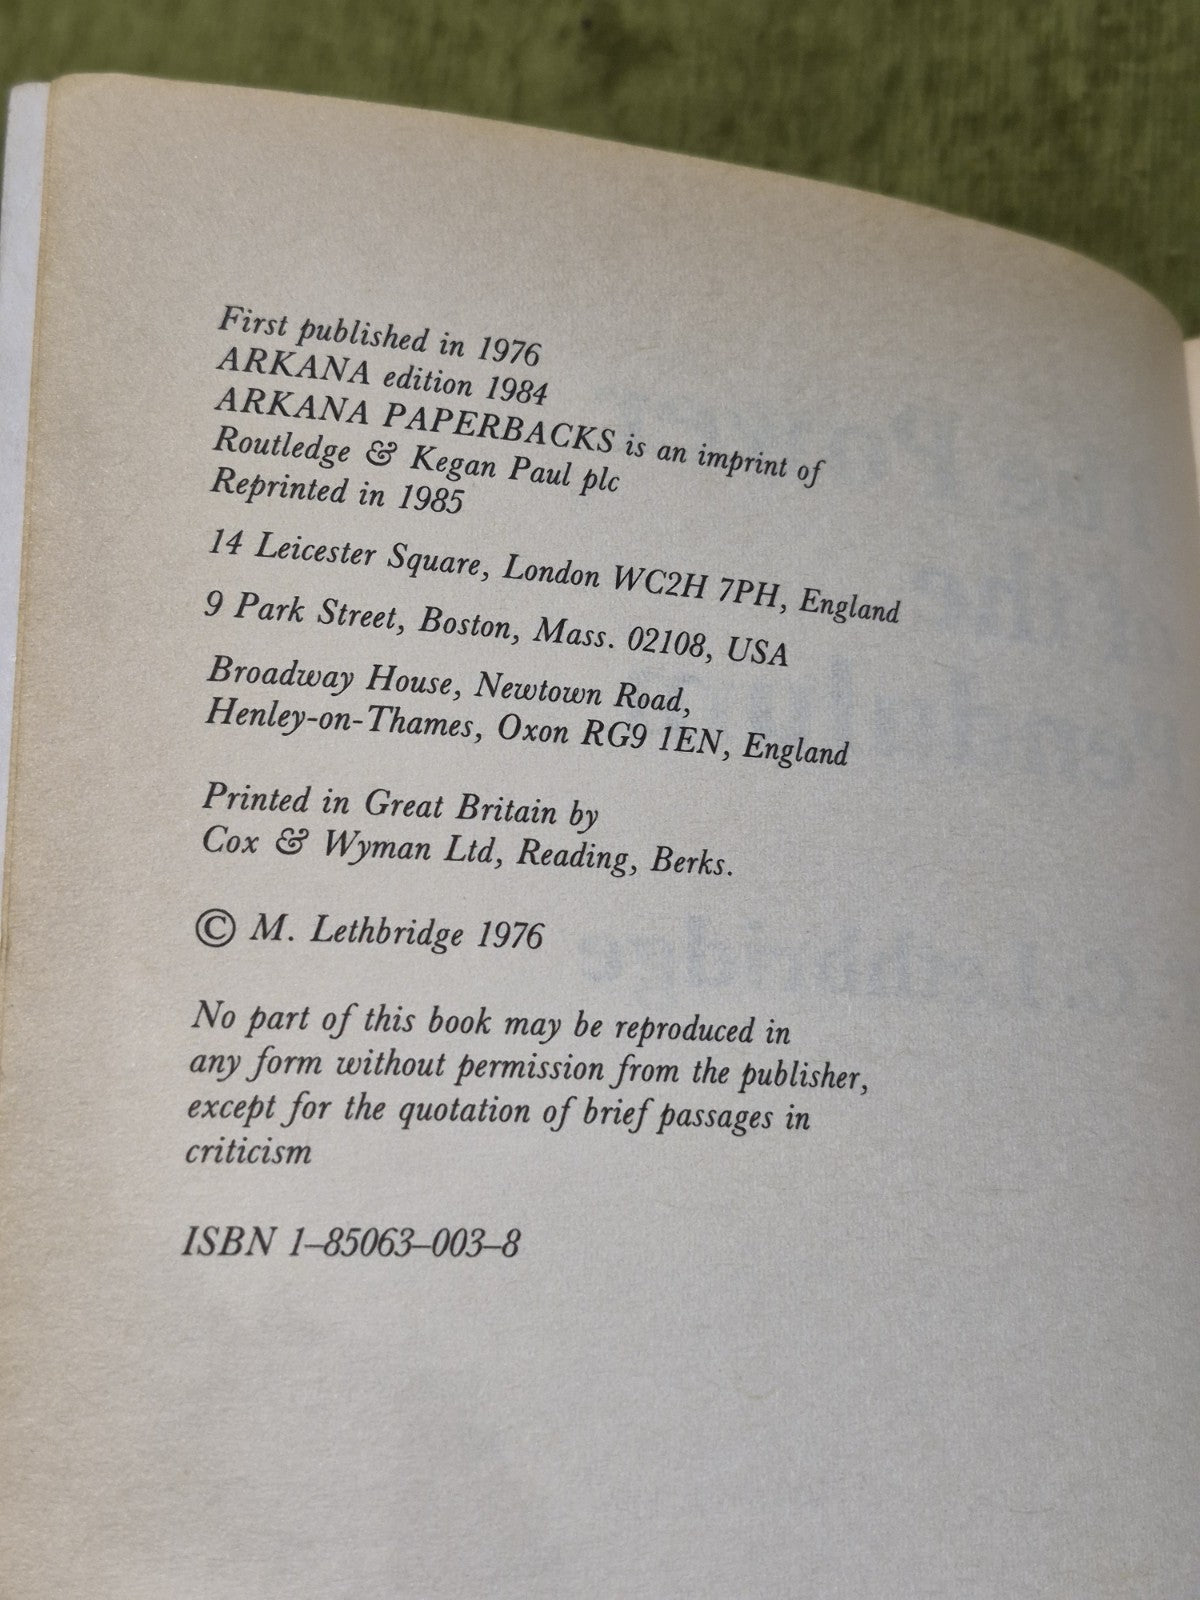 First published in 1976
ARKANA edition 1984
ARKANA PAPERBACKS is an imprint of
Routledge & Kegan Paul plc
Reprinted in 1985
14 Leicester Square, London WC2H 7PH, England
9 Park Street, Boston, Mass. 02108, USA
Broadway House, Newtown Road,
Henley-on-Thames, Oxon RG9 1EN, England
Printed in Great Britain by
Cox & Wyman Ltd, Reading, Berks.
© M. Lethbridge 1976
No part of this book may be reproduced in
any form without permission from the publisher,
except for the quotation of brief passages in
criticism
ISBN 1–85063–003–8